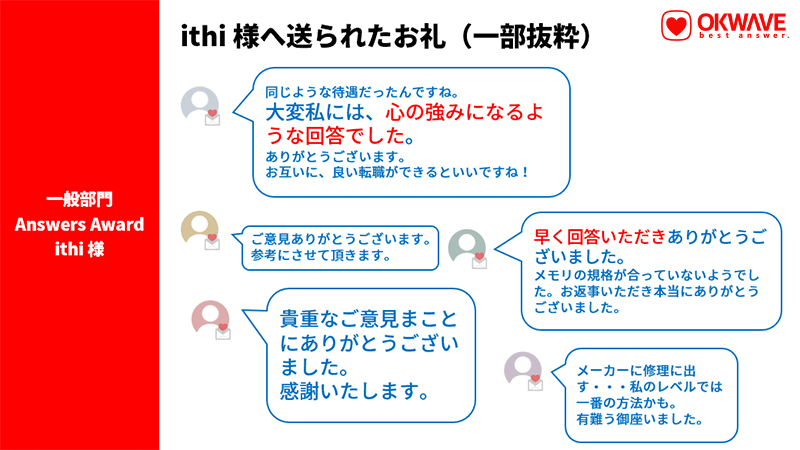 ithi 様へ送られたお礼（一部抜粋）
OKWAVE
best answer.
一般部門
Answers Award
ithi 様
同じような待遇だったんですね。
大変私には、心の強みになるよ
うな回答でした。
ありがとうございます。
お互いに、良い転職ができるといいですね！
ご意見ありがとうございます。
参考にさせて頂きます。
早く回答いただきありがとうご
ざいました。
メモリの規格が合っていないようでし
た。お返事いただき本当にありがとう
ございました。
貴重なご意見まこと
にありがとうござい
ました。
感謝いたします。
メーカーに修理に出
す・・・私のレベルでは
一番の方法かも。
有難う御座いました。